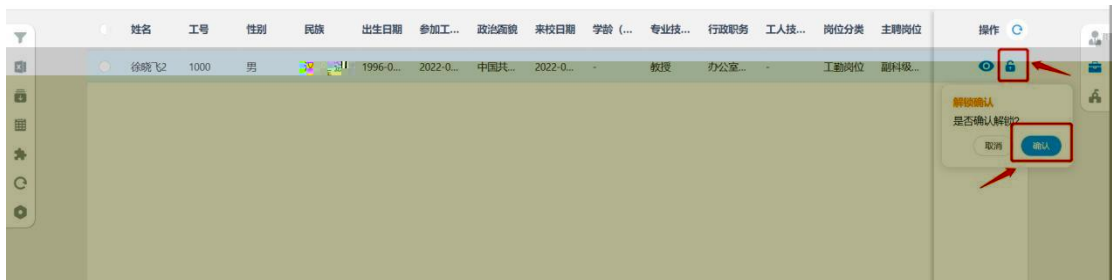 姓名 工号 性别 民族 出生日期 参加工... 政治面貌 来校日期 学龄（... 专业技... 行政职务 工人技... 岗位分类 主聘岗位 操作
徐晓飞2 1000 男 1996-0... 2022-0... 中国共... 2022-0... - 教授 办公室... - 工勤岗位 副科级...
解锁确认
是否确认解锁?
取消 确认